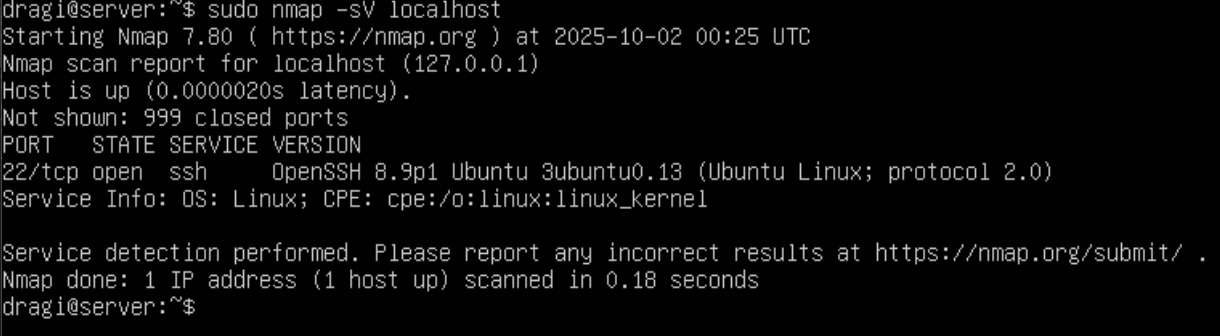 dragi@server:~$ sudo nmap -sV localhost
Starting Nmap 7.80 ( https://nmap.org ) at 2025-10-02 00:25 UTC
Nmap scan report for localhost (127.0.0.1)
Host is up (0.0000020s latency).
Not shown: 999 closed ports
PORT   STATE SERVICE VERSION
22/tcp open  ssh     OpenSSH 8.9p1 Ubuntu 3ubuntu0.13 (Ubuntu Linux; protocol 2.0)
Service Info: OS: Linux; CPE: cpe:/o:linux:linux_kernel

Service detection performed. Please report any incorrect results at https://nmap.org/submit/ .
Nmap done: 1 IP address (1 host up) scanned in 0.18 seconds
dragi@server:~$